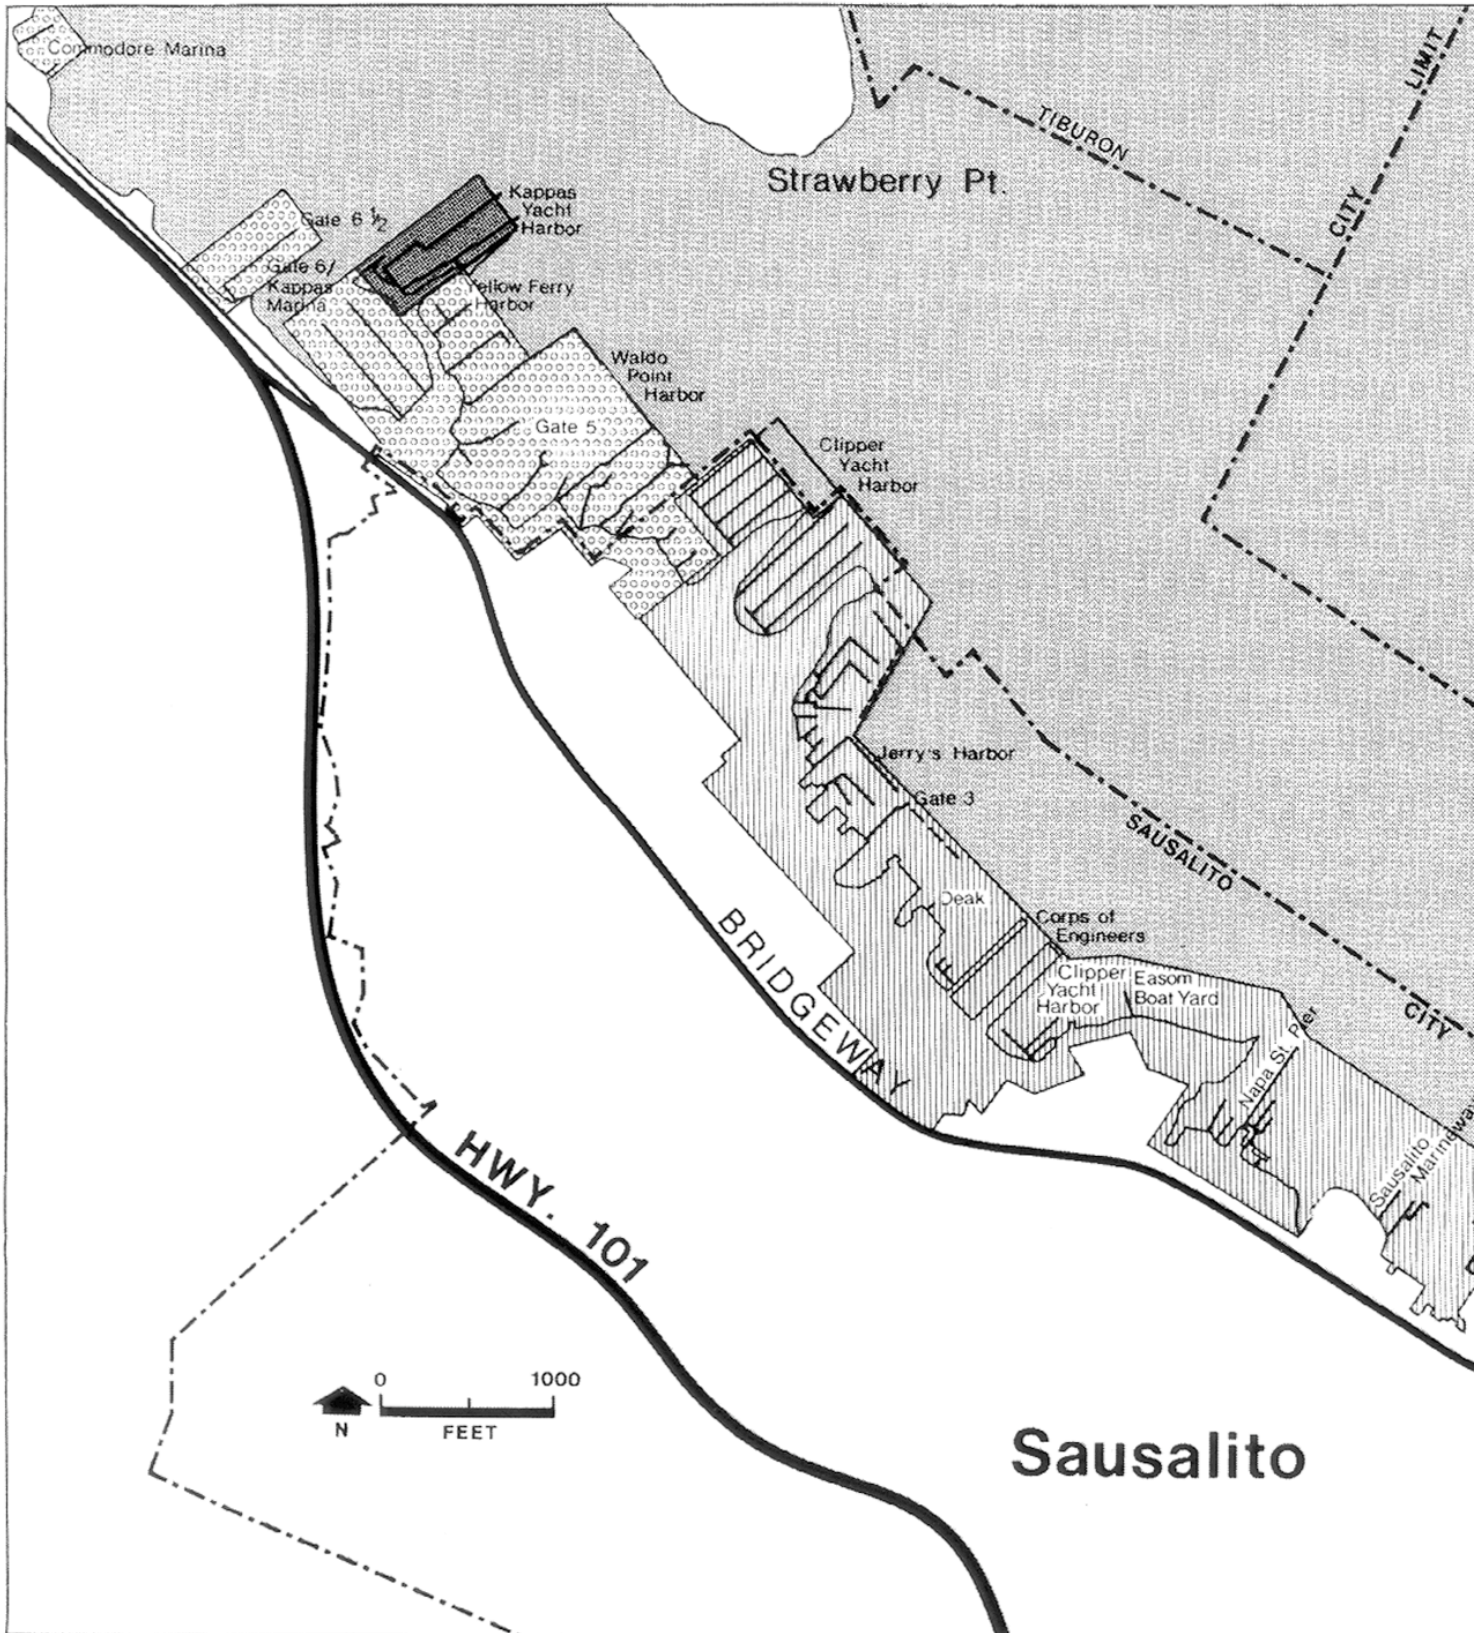 Commodore Marina
LIMIT
TIBURON
Strawberry Pt.
CITY
Kappas
Yacht
Harbor
Gate 6 ½
Gate 6/
Kappas
Marina
Yellow Ferry
Harbor
Waldo
Point
Harbor
Gate 5
Clipper
Yacht
Harbor
Jerry's Harbor
Gate 3
SAUSALITO
CITY
Deak
Corps of
Engineers
Clipper
Yacht
Harbor
Easom
Boat Yard
Napa St. Pier
BRIDGEWAY
Sausalito
Marineway
1
HWY. 101
0 1000
FEET
N
Sausalito